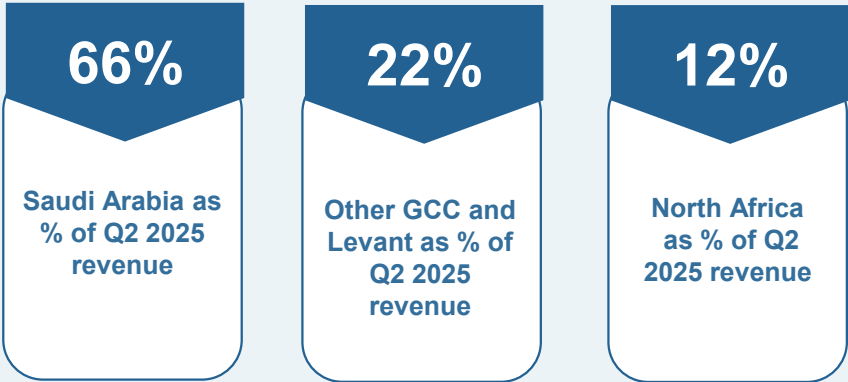 66%
Saudi Arabia as
% of Q2 2025
revenue
22%
Other GCC and
Levant as % of
Q2 2025
revenue
12%
North Africa
as % of Q2
2025 revenue